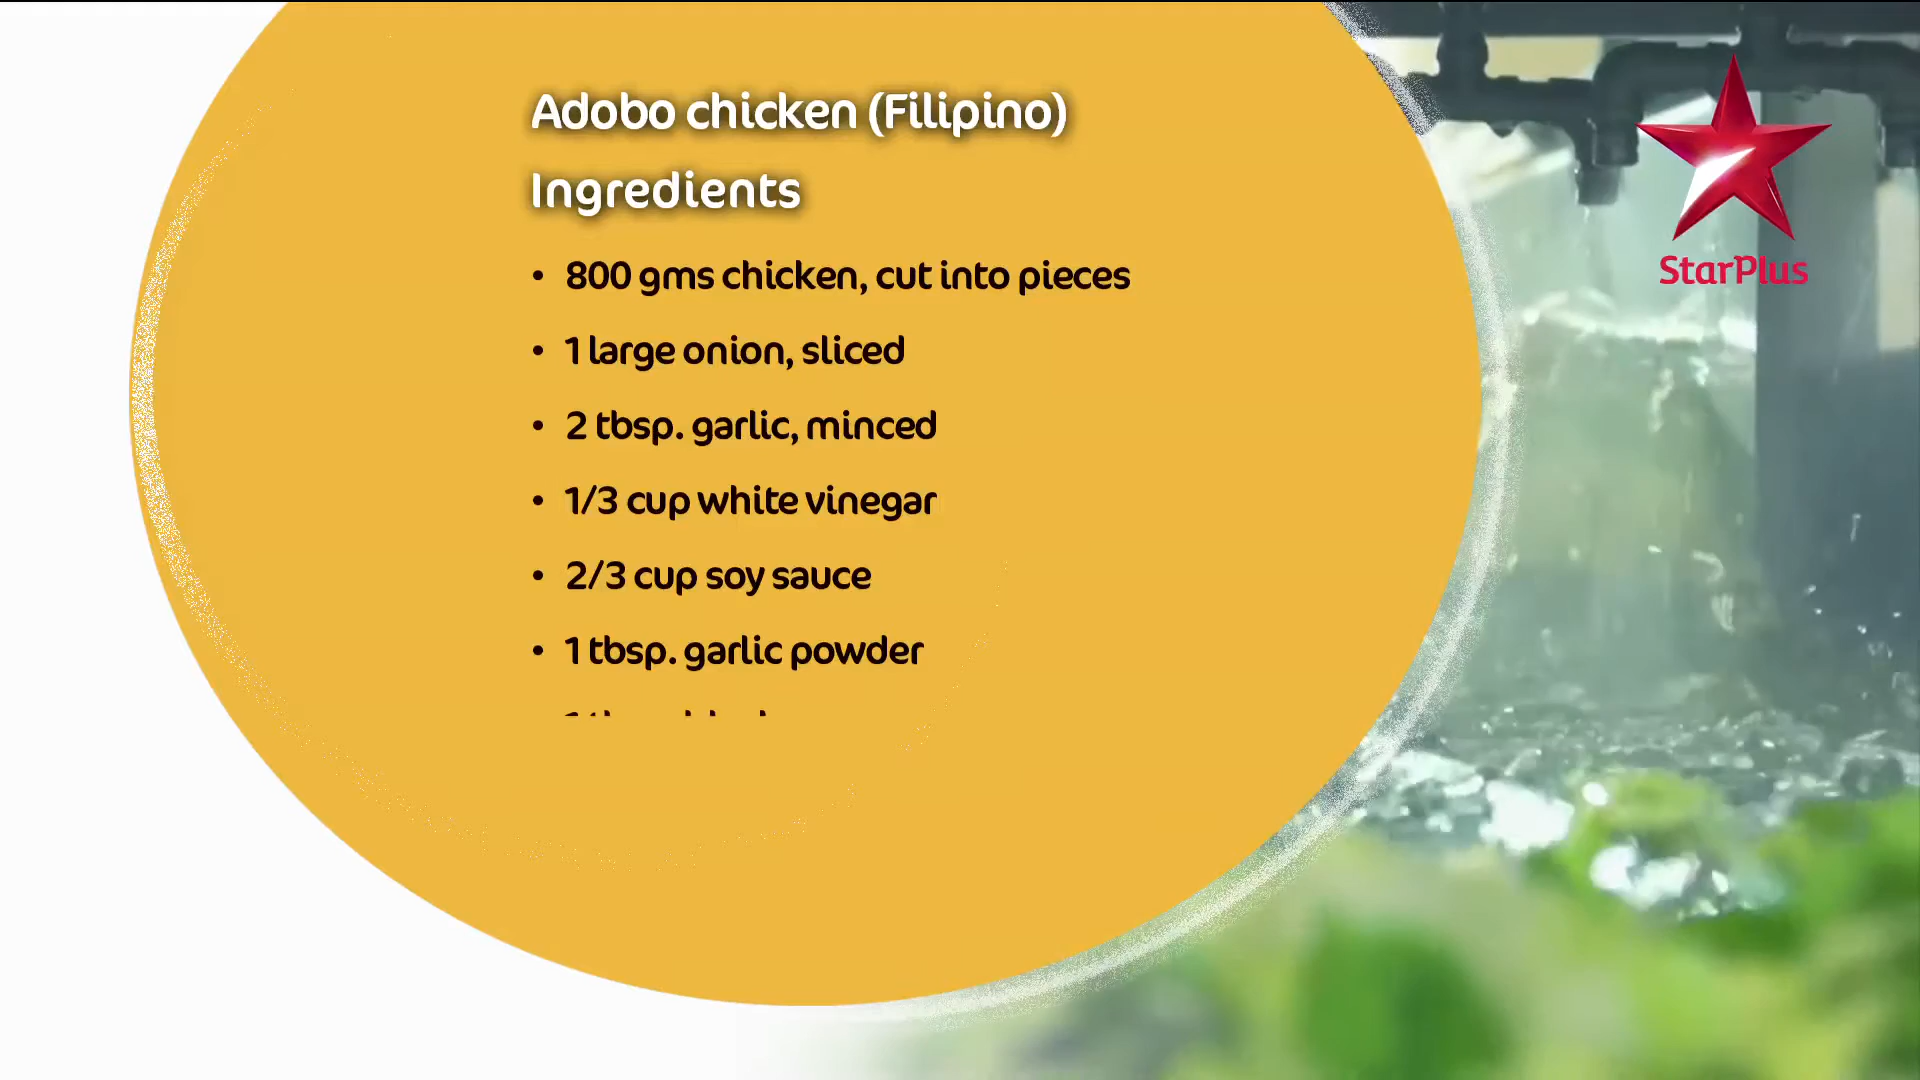 Adobo chicken (Filipino)
Ingredients
• 800 gms chicken, cut into pieces
• 1 large onion, sliced
• 2 tbsp. garlic, minced
• 1/3 cup white vinegar
• 2/3 cup soy sauce
• 1 tbsp. garlic powder
StarPlus